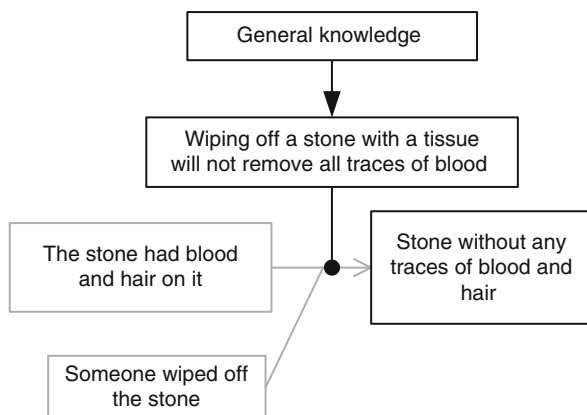 General knowledge
Wiping off a stone with a tissue
will not remove all traces of blood
The stone had blood
and hair on it
Stone without any
traces of blood and
hair
Someone wiped off
the stone